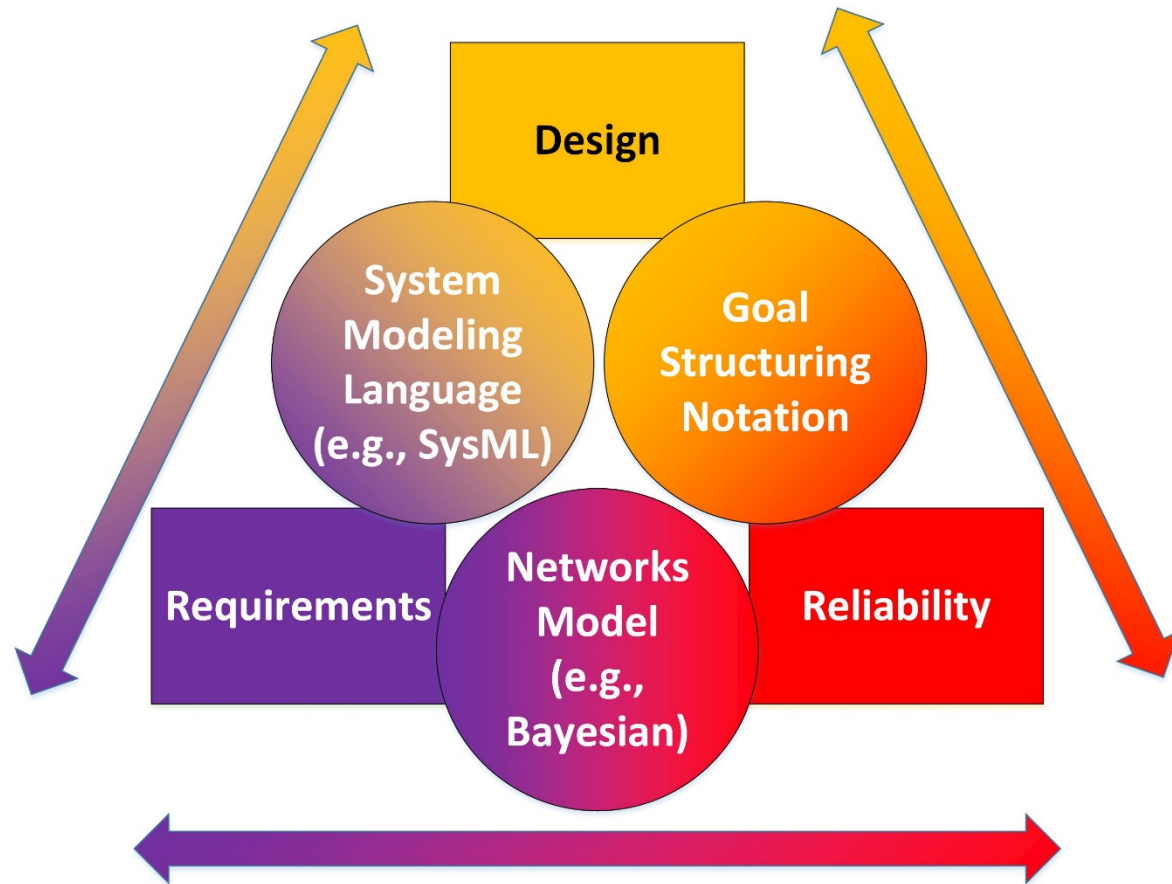 Design
System
Modeling
Language
(e.g., SysML)
Goal
Structuring
Notation
Requirements
Networks
Model
(e.g.,
Bayesian)
Reliability